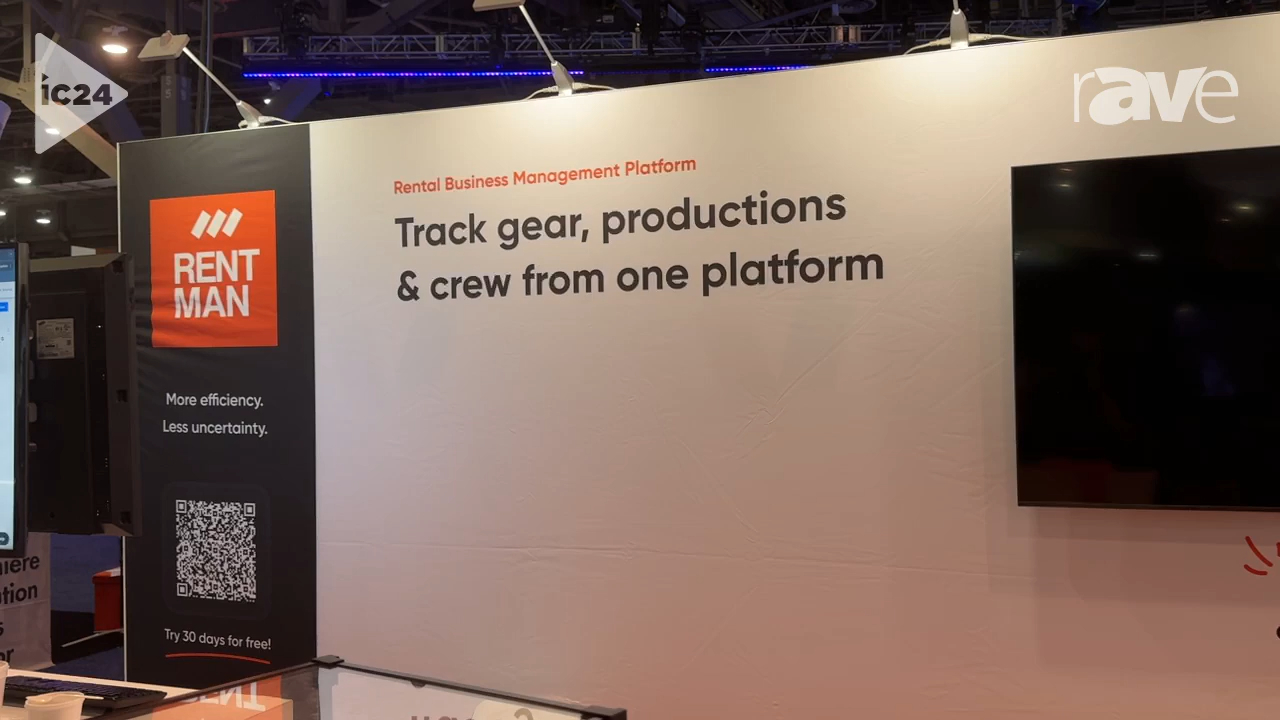 ic24
rave
Rental Business Management Platform
Track gear, productions
& crew from one platform
RENT
MAN
More efficiency.
Less uncertainty.
Try 30 days for free!